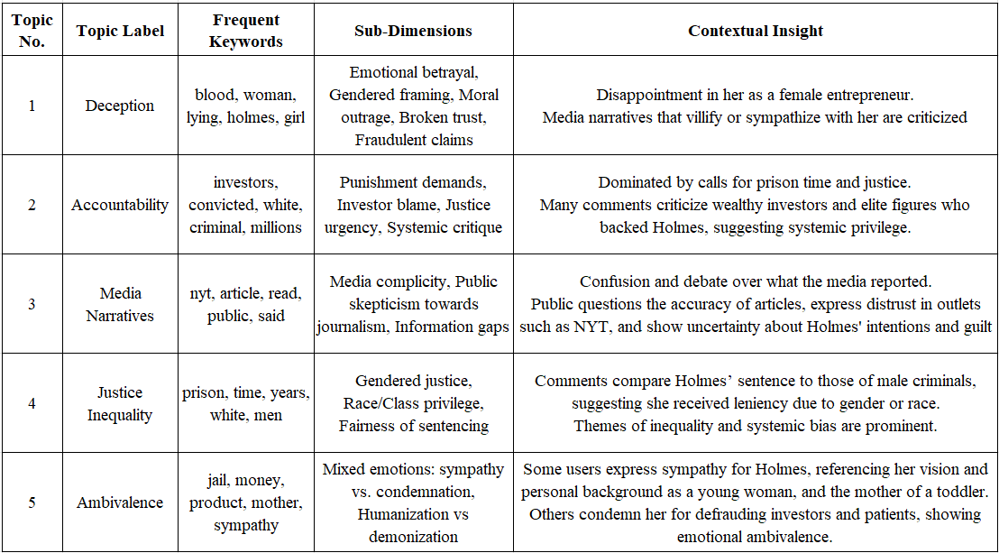 Topic No.
Topic Label
Frequent Keywords
Sub-Dimensions
Contextual Insight
1
Deception
blood, woman,
lying, holmes, girl
Emotional betrayal,
Gendered framing, Moral
outrage, Broken trust,
Fraudulent claims
Disappointment in her as a female entrepreneur.
Media narratives that villify or sympathize with her are criticized
2
Accountability
investors,
convicted, white,
criminal, millions
Punishment demands,
Investor blame, Justice
urgency, Systemic critique
Dominated by calls for prison time and justice.
Many comments criticize wealthy investors and elite figures who
backed Holmes, suggesting systemic privilege.
3
Media
Narratives
nyt, article, read,
public, said
Media complicity, Public
skepticism towards
journalism, Information gaps
Confusion and debate over what the media reported.
Public questions the accuracy of articles, express distrust in outlets
such as NYT, and show uncertainty about Holmes' intentions and guilt
4
Justice
Inequality
prison, time, years,
white, men
Gendered justice,
Race/Class privilege,
Fairness of sentencing
Comments compare Holmes’ sentence to those of male criminals,
suggesting she received leniency due to gender or race.
Themes of inequality and systemic bias are prominent.
5
Ambivalence
jail, money,
product, mother,
sympathy
Mixed emotions: sympathy
vs. condemnation,
Humanization vs
demonization
Some users express sympathy for Holmes, referencing her vision and
personal background as a young woman, and the mother of a toddler.
Others condemn her for defrauding investors and patients, showing
emotional ambivalence.